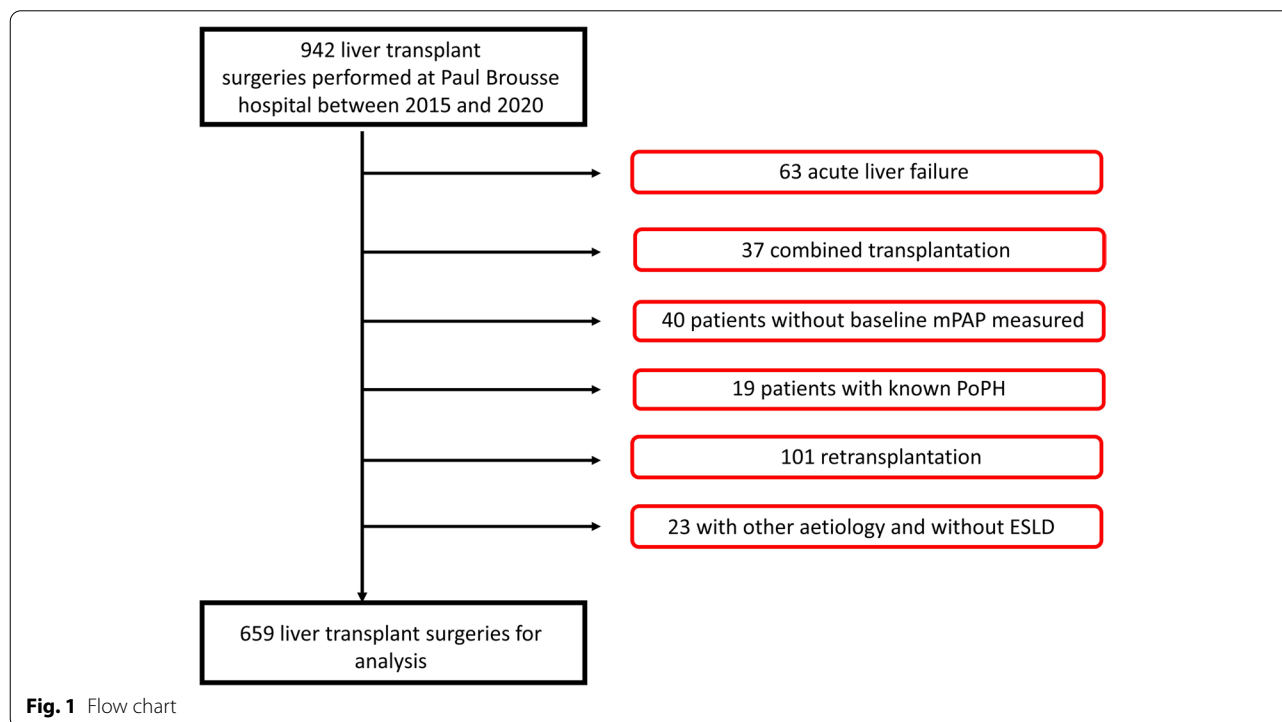 942 liver transplant
surgeries performed at Paul Brousse
hospital between 2015 and 2020
63 acute liver failure
37 combined transplantation
40 patients without baseline mPAP measured
19 patients with known PoPH
101 retransplantation
23 with other aetiology and without ESLD
659 liver transplant surgeries for
analysis
Fig. 1 Flow chart